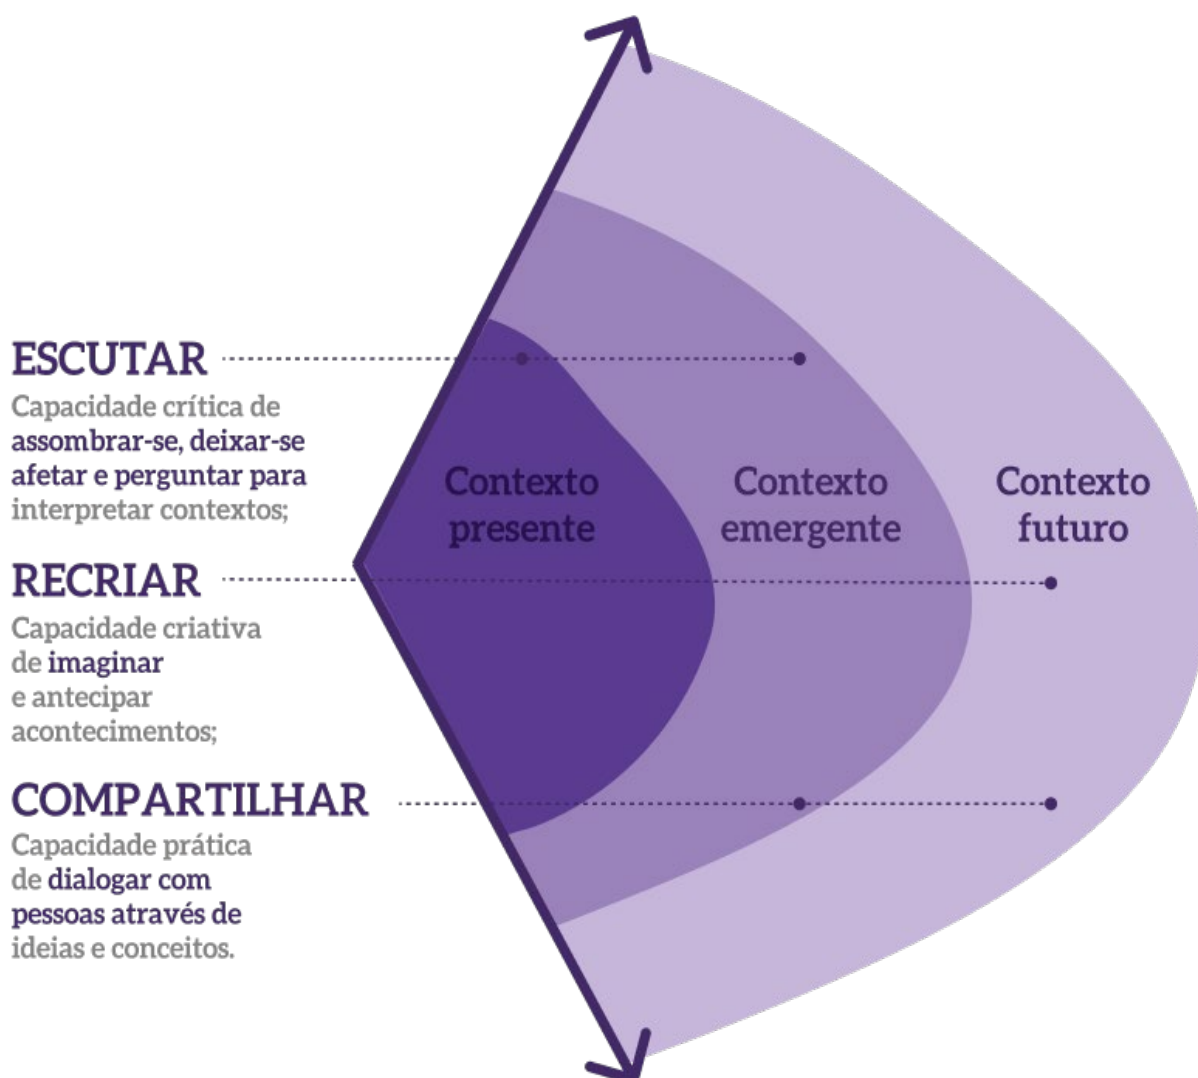 ESCUTAR
Capacidade crítica de
assombrar-se, deixar-se
afetar e perguntar para
interpretar contextos;
Contexto
presente
Contexto
emergente
Contexto
futuro
RECRIAR
Capacidade criativa
de imaginar
e antecipar
acontecimentos;
COMPARTILHAR
Capacidade prática
de dialogar com
pessoas através de
ideias e conceitos.